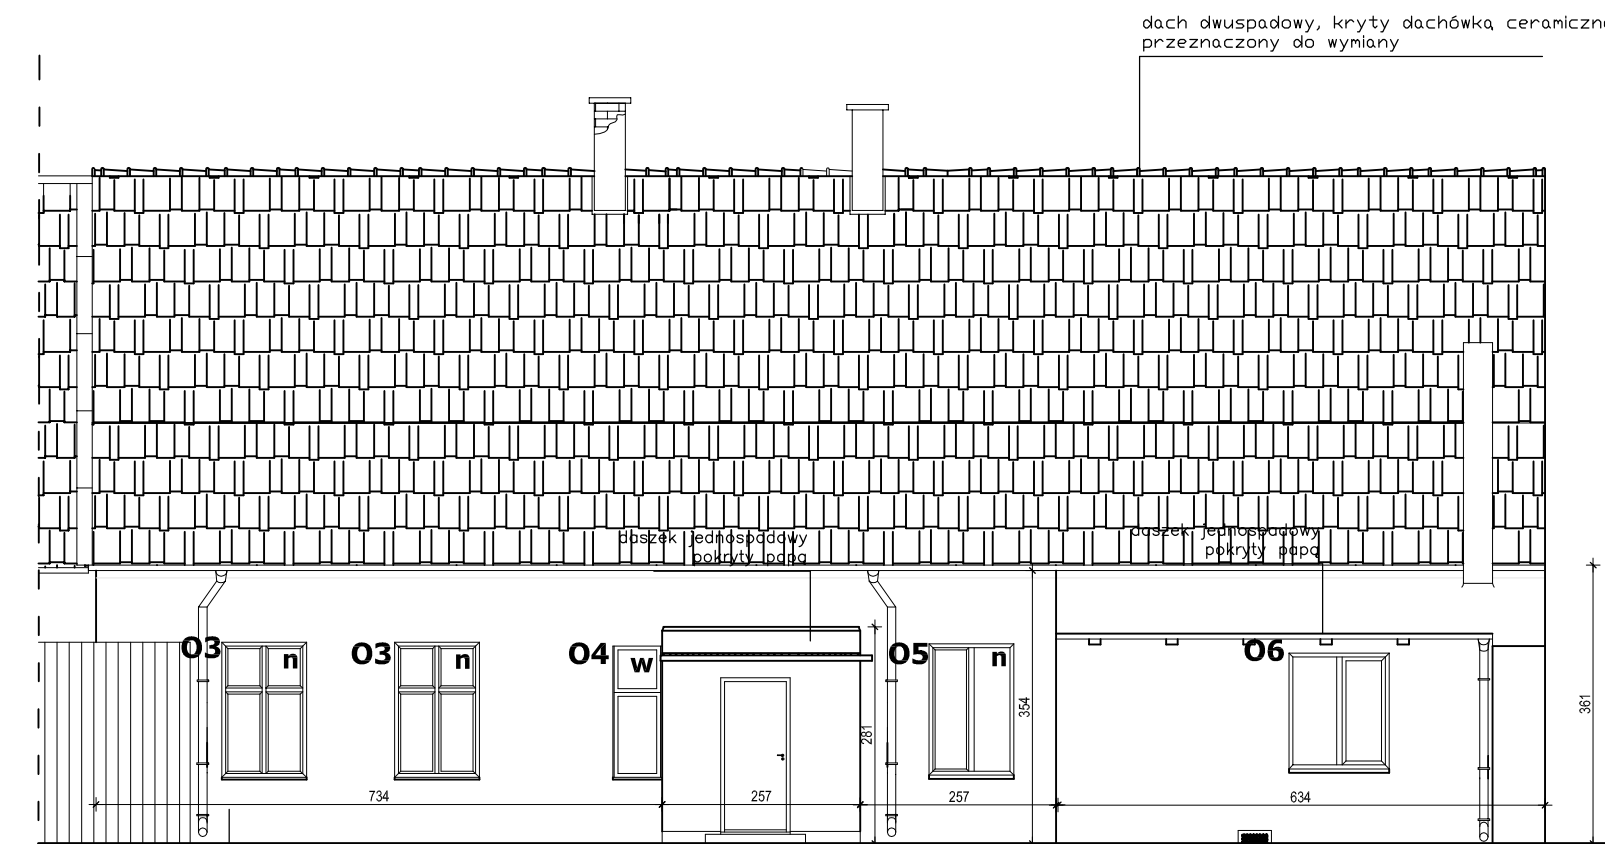 dach dwuspadowy, kryty dachówką ceramiczn
przeznaczony do wymiany
daszek jednospadowy
pokryty papą
daszek jednospadowy
pokryty papą
O3
n
O3
n
O4
w
O5
n
O6
281
354
361
734
257
257
634